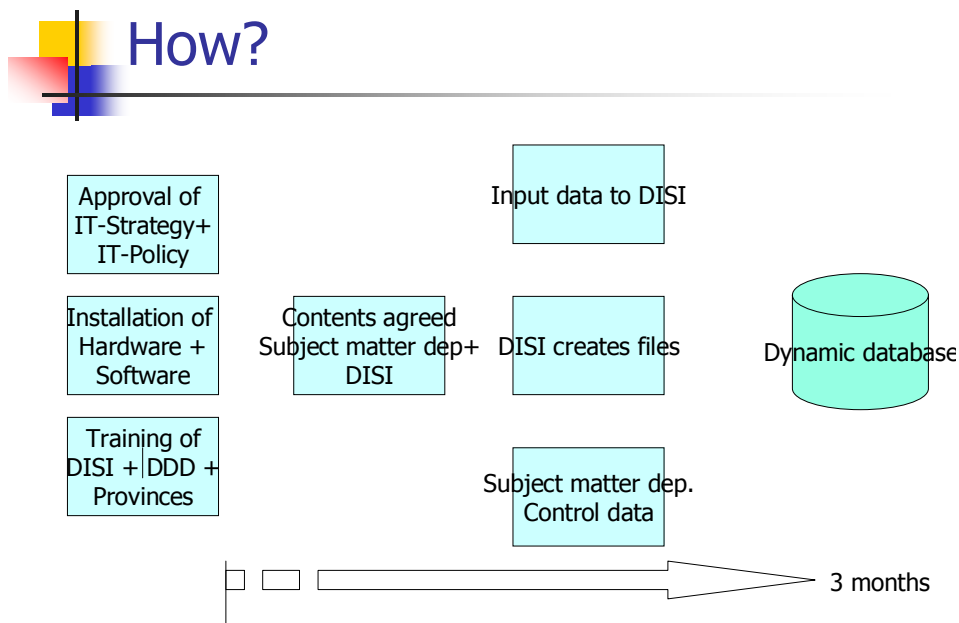 How?
Approval of
IT-Strategy+
IT-Policy
Installation of
Hardware +
Software
Training of
DISI + DDD +
Provinces
Contents agreed
Subject matter dep+
DISI
Input data to DISI
DISI creates files
Subject matter dep.
Control data
Dynamic database
3 months